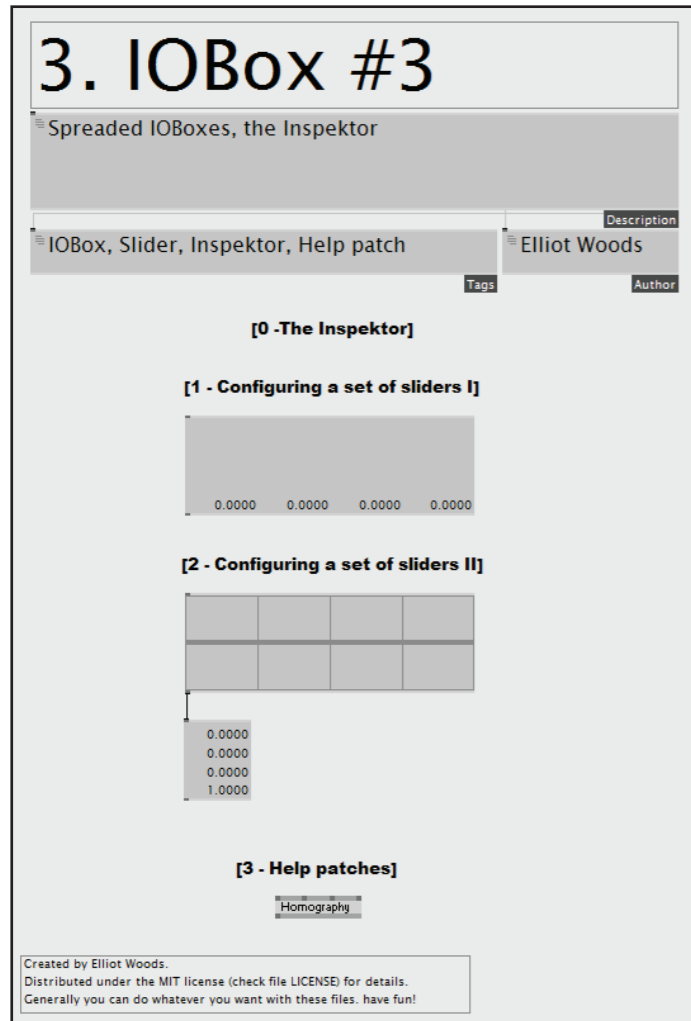 3. IOBox #3
Spreaded IOBoxes, the Inspektor
Description
IOBox, Slider, Inspektor, Help patch
Elliot Woods
Tags
Author
[0 -The Inspektor]
[1 - Configuring a set of sliders I]
0.0000 0.0000 0.0000 0.0000
[2 - Configuring a set of sliders II]
0.0000
0.0000
0.0000
1.0000
[3 - Help patches]
Homography
Created by Elliot Woods.
Distributed under the MIT license (check file LICENSE) for details.
Generally you can do whatever you want with these files. have fun!